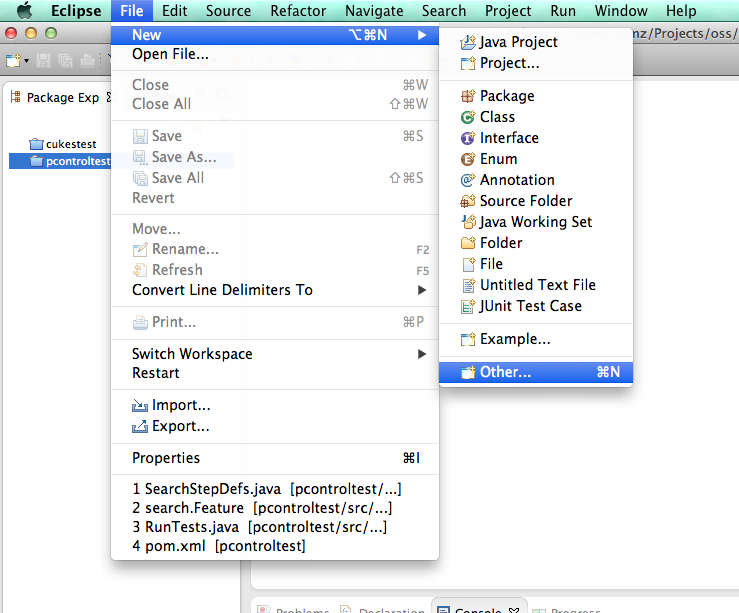 Eclipse File Edit Source Refactor Navigate Search Project Run Window Help
mz/Projects/oss/
Package Exp
cukestest
pcontroltest
New ⌥⌘N ▶
Open File...
Close ⌘W
Close All ⇧⌘W
Save ⌘S
Save As...
Save All ⇧⌘S
Revert
Move...
Rename... F2
Refresh F5
Convert Line Delimiters To ▶
Print... ⌘P
Switch Workspace ▶
Restart
Import...
Export...
Properties ⌘I
1 SearchStepDefs.java [pcontroltest/...]
2 search.Feature [pcontroltest/src/...]
3 RunTests.java [pcontroltest/src/...]
4 pom.xml [pcontroltest]
Java Project
Project...
Package
Class
Interface
Enum
Annotation
Source Folder
Java Working Set
Folder
File
Untitled Text File
JUnit Test Case
Example...
Other... ⌘N
Problems Declaration Console Progress